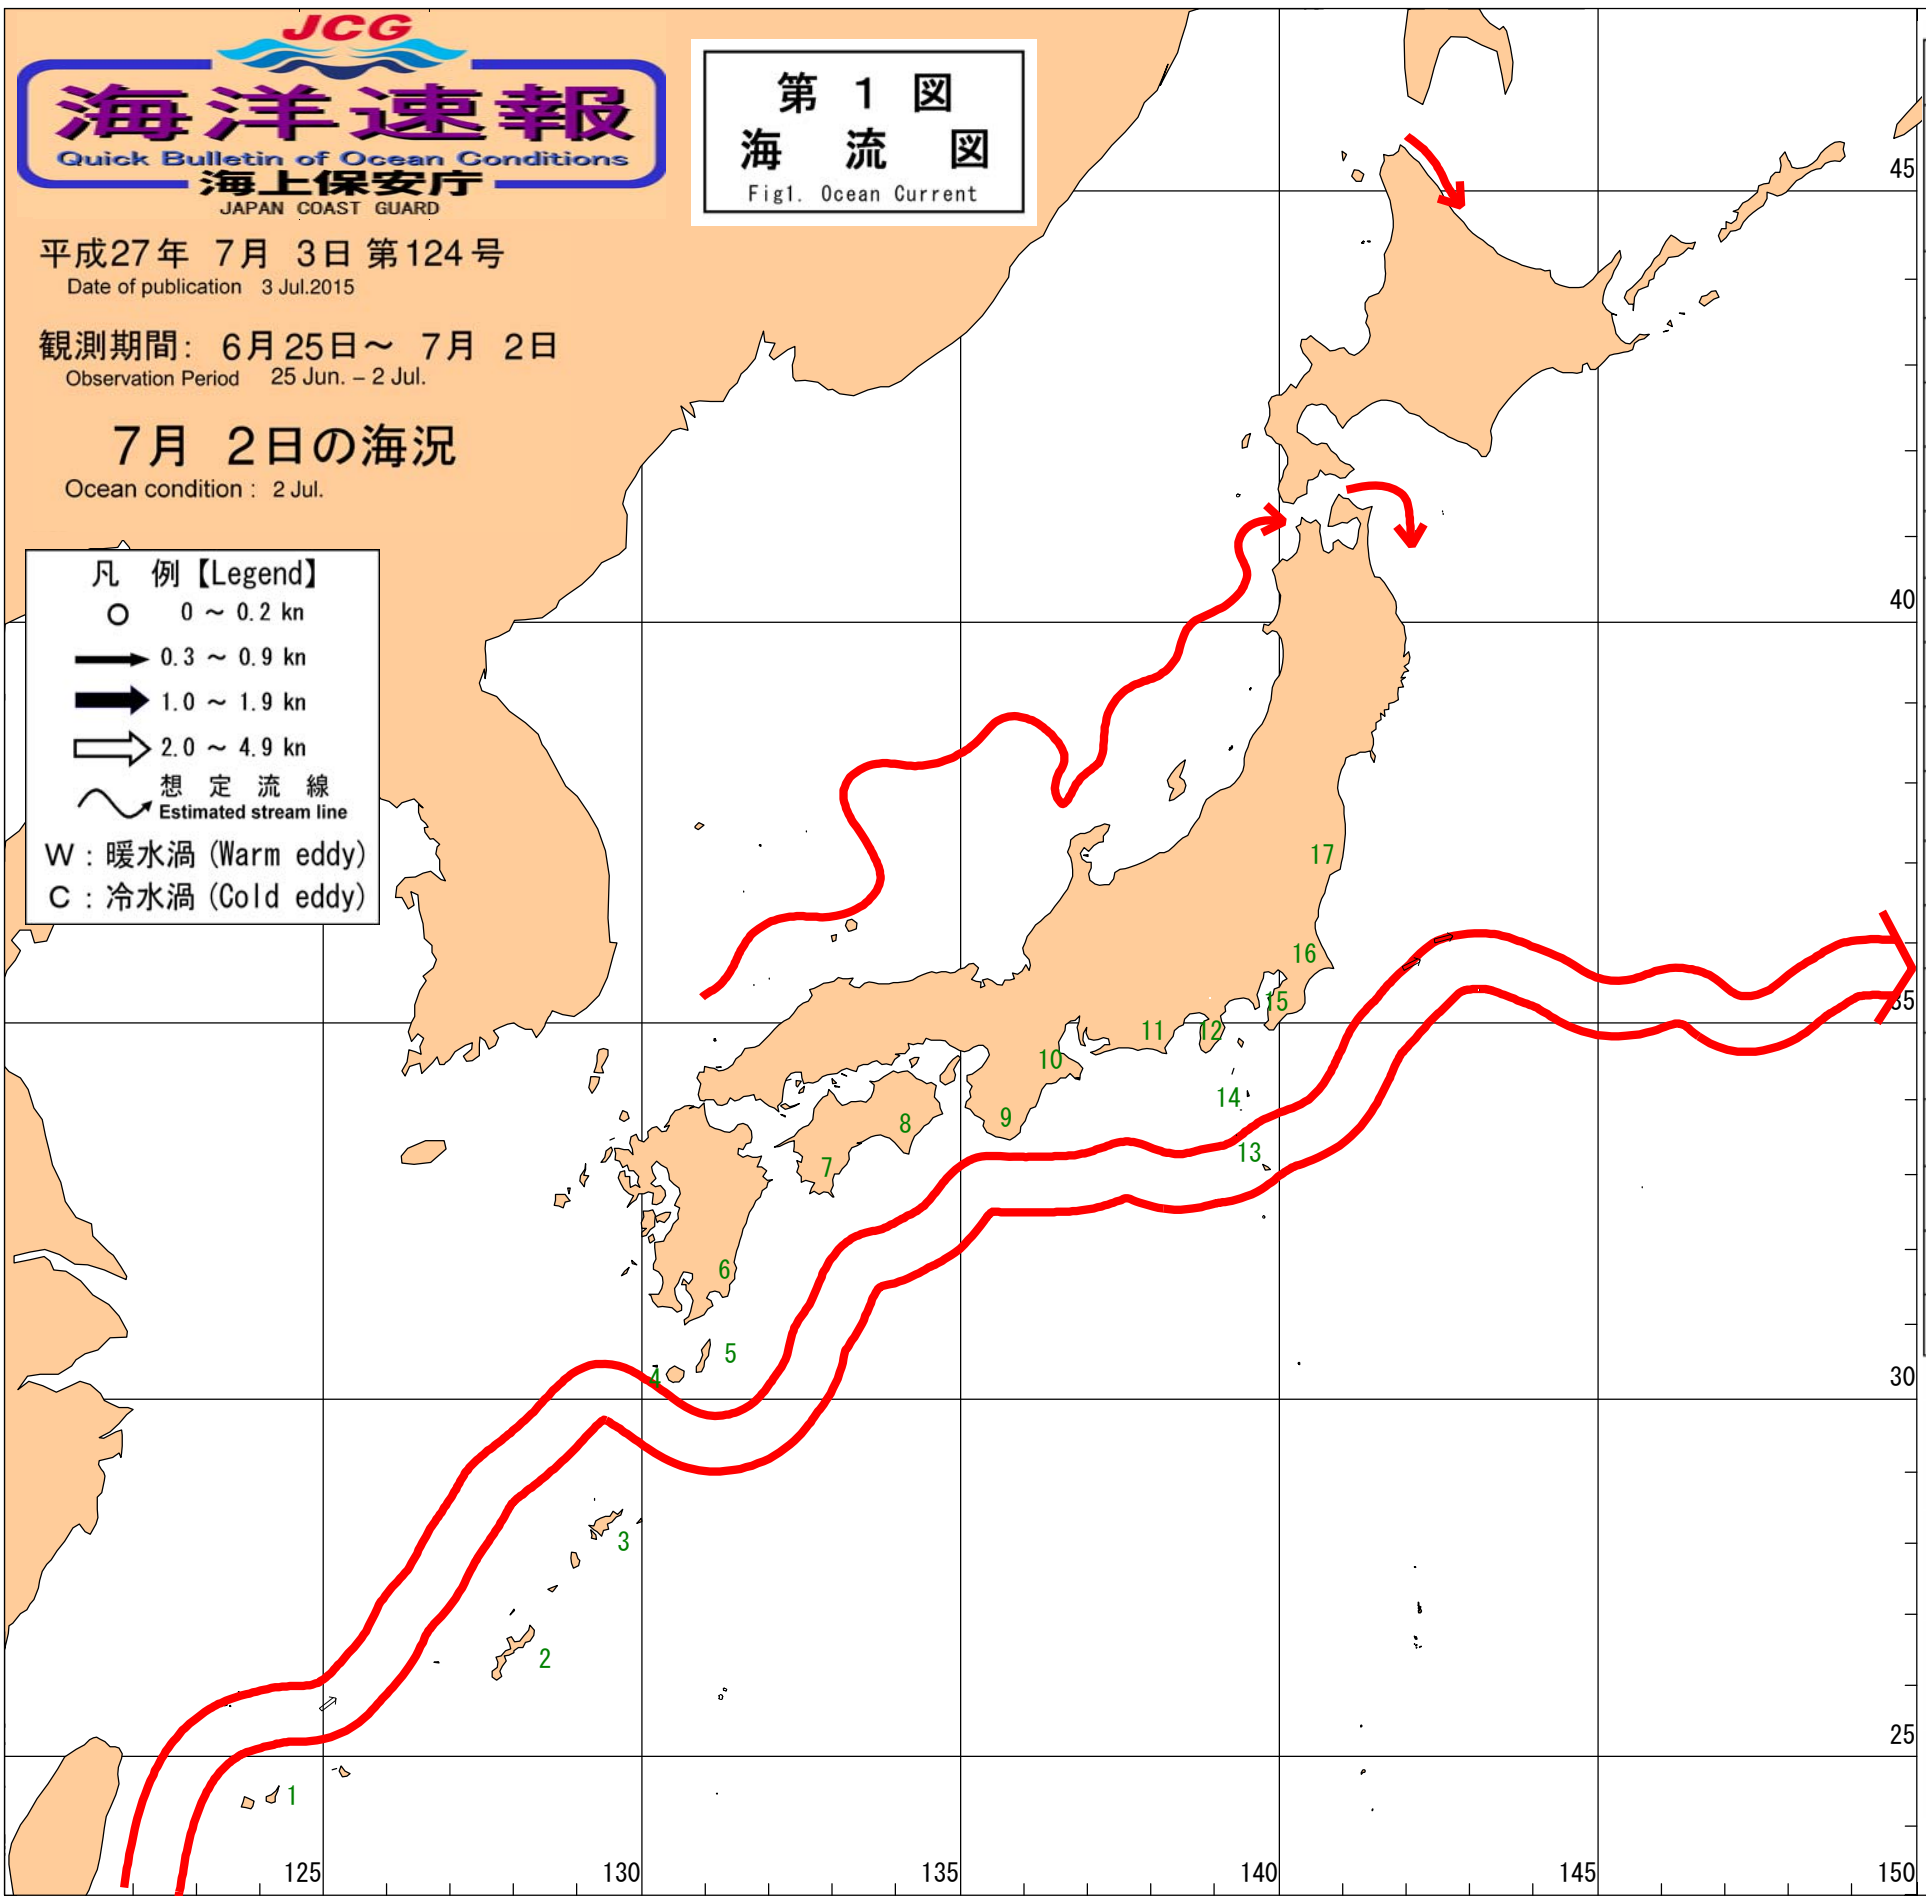 JCG
海洋速報
Quick Bulletin of Ocean Conditions
海上保安庁
JAPAN COAST GUARD
平成27年 7月 3日 第124号
Date of publication 3 Jul.2015
観測期間: 6月25日～ 7月 2日
Observation Period 25 Jun. – 2 Jul.
7月 2日の海況
Ocean condition : 2 Jul.
第 1 図
海 流 図
Fig1. Ocean Current
凡 例【Legend】
0 ～ 0.2 kn
0.3 ～ 0.9 kn
1.0 ～ 1.9 kn
2.0 ～ 4.9 kn
想 定 流 線
Estimated stream line
W : 暖水渦 (Warm eddy)
C : 冷水渦 (Cold eddy)
45
40
35
30
25
17
16
15
11
12
10
14
9
8
13
7
6
5
4
3
2
1
125
130
135
140
145
150